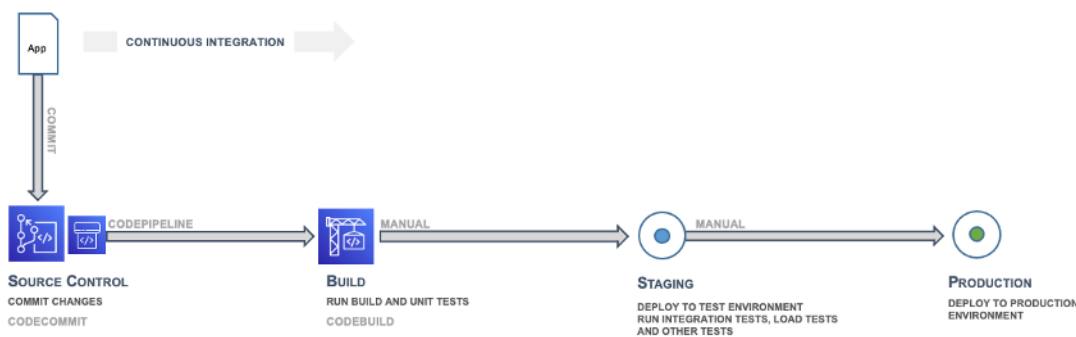 App
CONTINUOUS INTEGRATION
COMMIT
CODEPIPELINE
MANUAL
MANUAL
SOURCE CONTROL
COMMIT CHANGES
CODECOMMIT
BUILD
RUN BUILD AND UNIT TESTS
CODEBUILD
STAGING
DEPLOY TO TEST ENVIRONMENT
RUN INTEGRATION TESTS, LOAD TESTS
AND OTHER TESTS
PRODUCTION
DEPLOY TO PRODUCTION
ENVIRONMENT